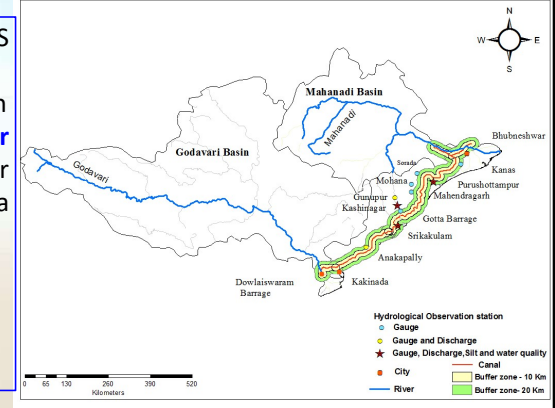 S
n
r
r
a
N
W
E
S
Mahanadi Basin
Mahanadi
Godavari Basin
Godavari
Bhubneshwar
Sorada
Kanas
Mohana
Purushottampur
Gunupur
Mahendragarh
Kashinagar
Gotta Barrage
Srikakulam
Anakapally
Dowlaiswaram
Barrage
Kakinada
Hydrological Observation station
Gauge
Gauge and Discharge
Gauge, Discharge,Silt and water quality
City
Canal
Buffer zone - 10 Km
River
Buffer zone- 20 Km
0 65 130 260 390 520
Kilometers